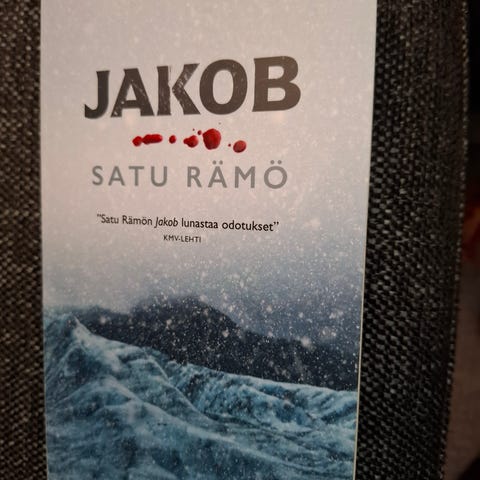 JAKOB
SATU RÄMÖ
"Satu Rämön Jakob lunastaa odotukset"
KMV-LEHTI